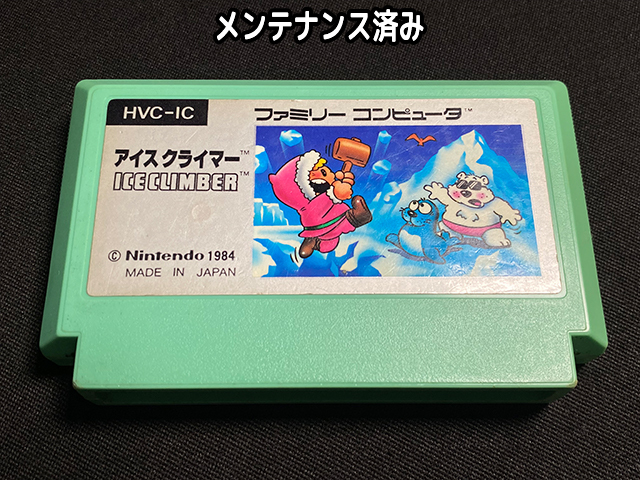 メンテナンス済み
HVC-IC
ファミリー コンピュータ™
アイスクライマー™
ICE CLIMBER™
© Nintendo 1984
MADE IN JAPAN